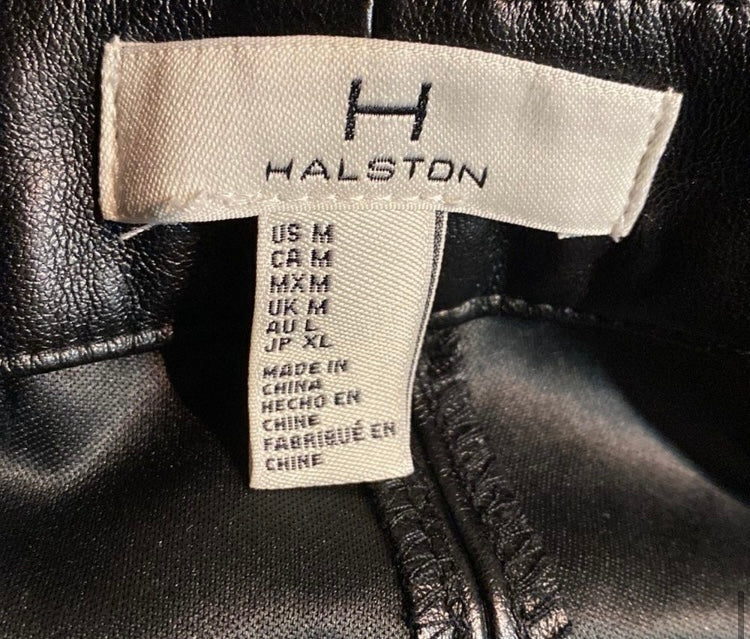 H
HALSTON
US M
CA M
MX M
UK M
AU L
JP XL
MADE IN
CHINA
HECHO EN
CHINE
FABRIQUÉ EN
CHINE